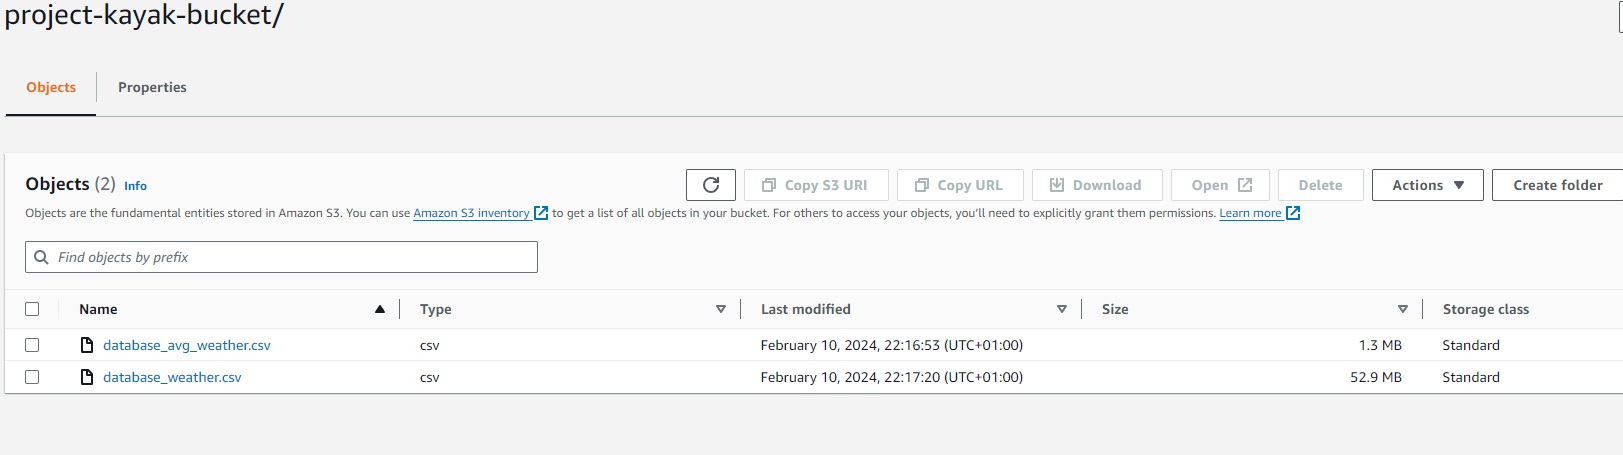 project-kayak-bucket/
Objects Properties
Objects (2) Info Copy S3 URI Copy URL Download Open Delete Actions Create folder
Objects are the fundamental entities stored in Amazon S3. You can use Amazon S3 inventory to get a list of all objects in your bucket. For others to access your objects, you'll need to explicitly grant them permissions. Learn more
Find objects by prefix
Name Type Last modified Size Storage class
database_avg_weather.csv csv February 10, 2024, 22:16:53 (UTC+01:00) 1.3 MB Standard
database_weather.csv csv February 10, 2024, 22:17:20 (UTC+01:00) 52.9 MB Standard